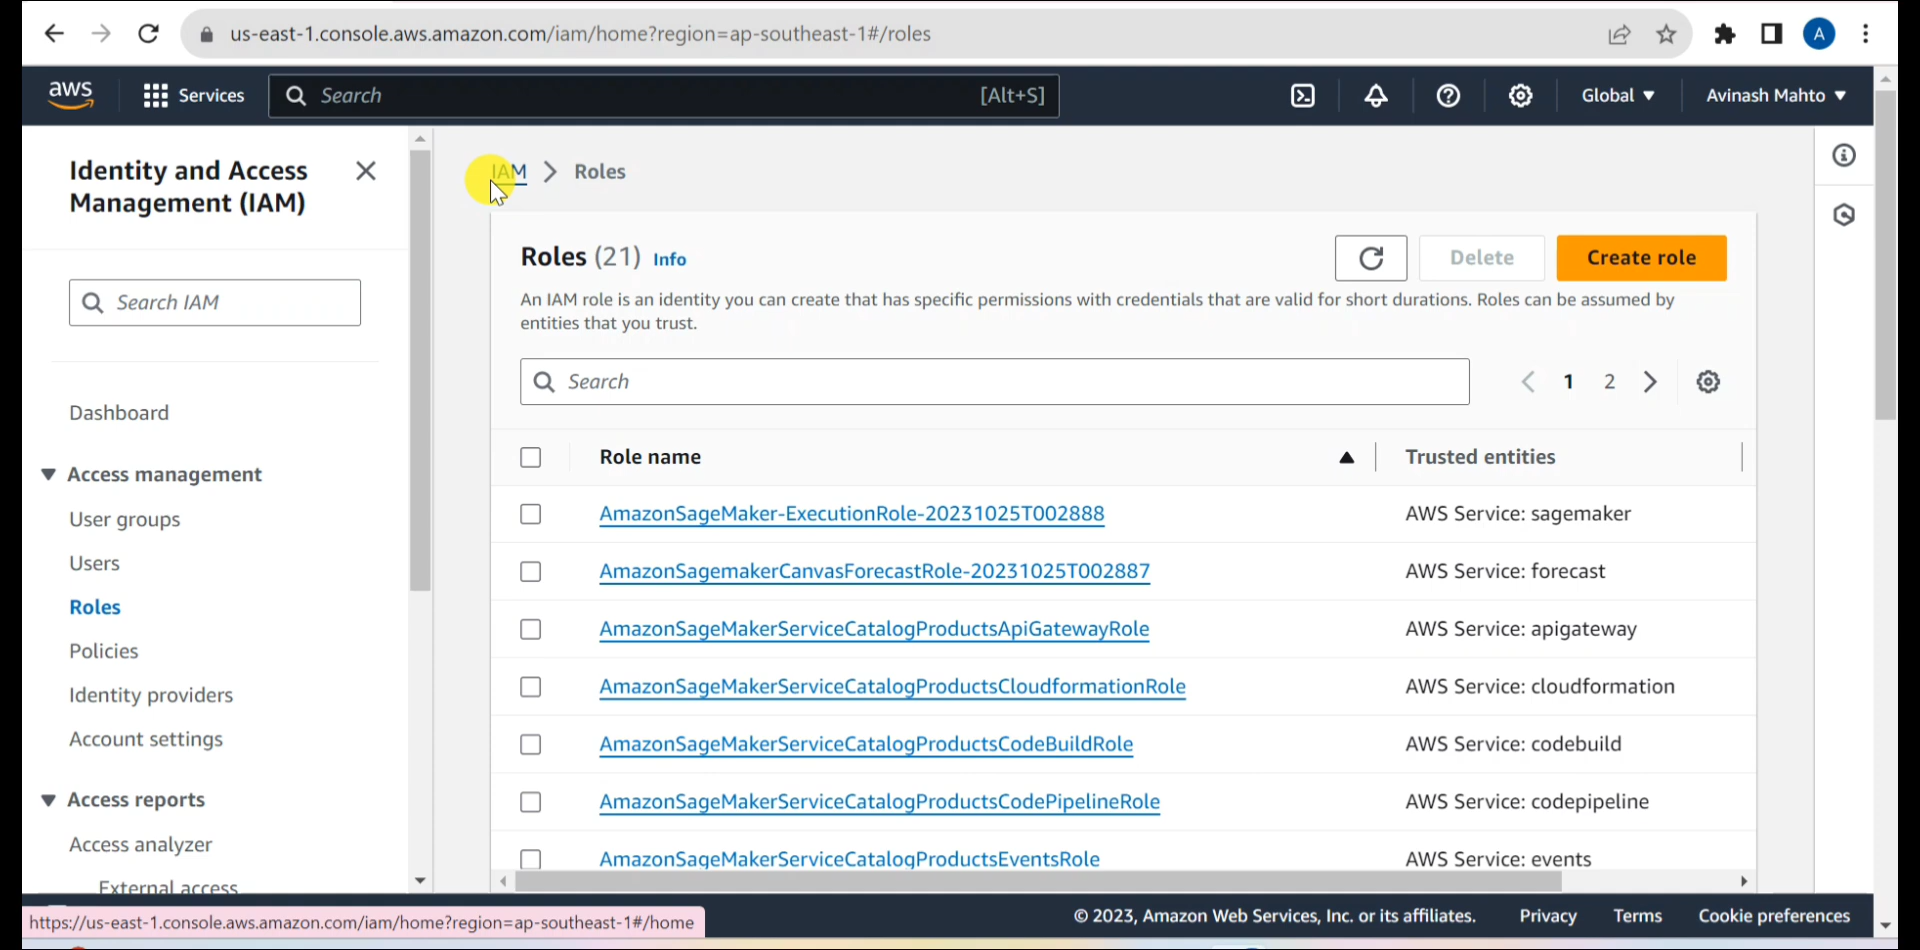 us-east-1.console.aws.amazon.com/iam/home?region=ap-southeast-1#/roles
A
aws
Services
Search
[Alt+S]
Global
Avinash Mahto
Identity and Access
Management (IAM)
Search IAM
Dashboard
Access management
User groups
Users
Roles
Policies
Identity providers
Account settings
Access reports
Access analyzer
External access
IAM
Roles
Roles (21) Info
Delete
Create role
An IAM role is an identity you can create that has specific permissions with credentials that are valid for short durations. Roles can be assumed by
entities that you trust.
Search
1
2
Role name
Trusted entities
AmazonSageMaker-ExecutionRole-20231025T002888
AWS Service: sagemaker
AmazonSagemakerCanvasForecastRole-20231025T002887
AWS Service: forecast
AmazonSageMakerServiceCatalogProductsApiGatewayRole
AWS Service: apigateway
AmazonSageMakerServiceCatalogProductsCloudformationRole
AWS Service: cloudformation
AmazonSageMakerServiceCatalogProductsCodeBuildRole
AWS Service: codebuild
AmazonSageMakerServiceCatalogProductsCodePipelineRole
AWS Service: codepipeline
AmazonSageMakerServiceCatalogProductsEventsRole
AWS Service: events
https://us-east-1.console.aws.amazon.com/iam/home?region=ap-southeast-1#/home
© 2023, Amazon Web Services, Inc. or its affiliates.
Privacy
Terms
Cookie preferences